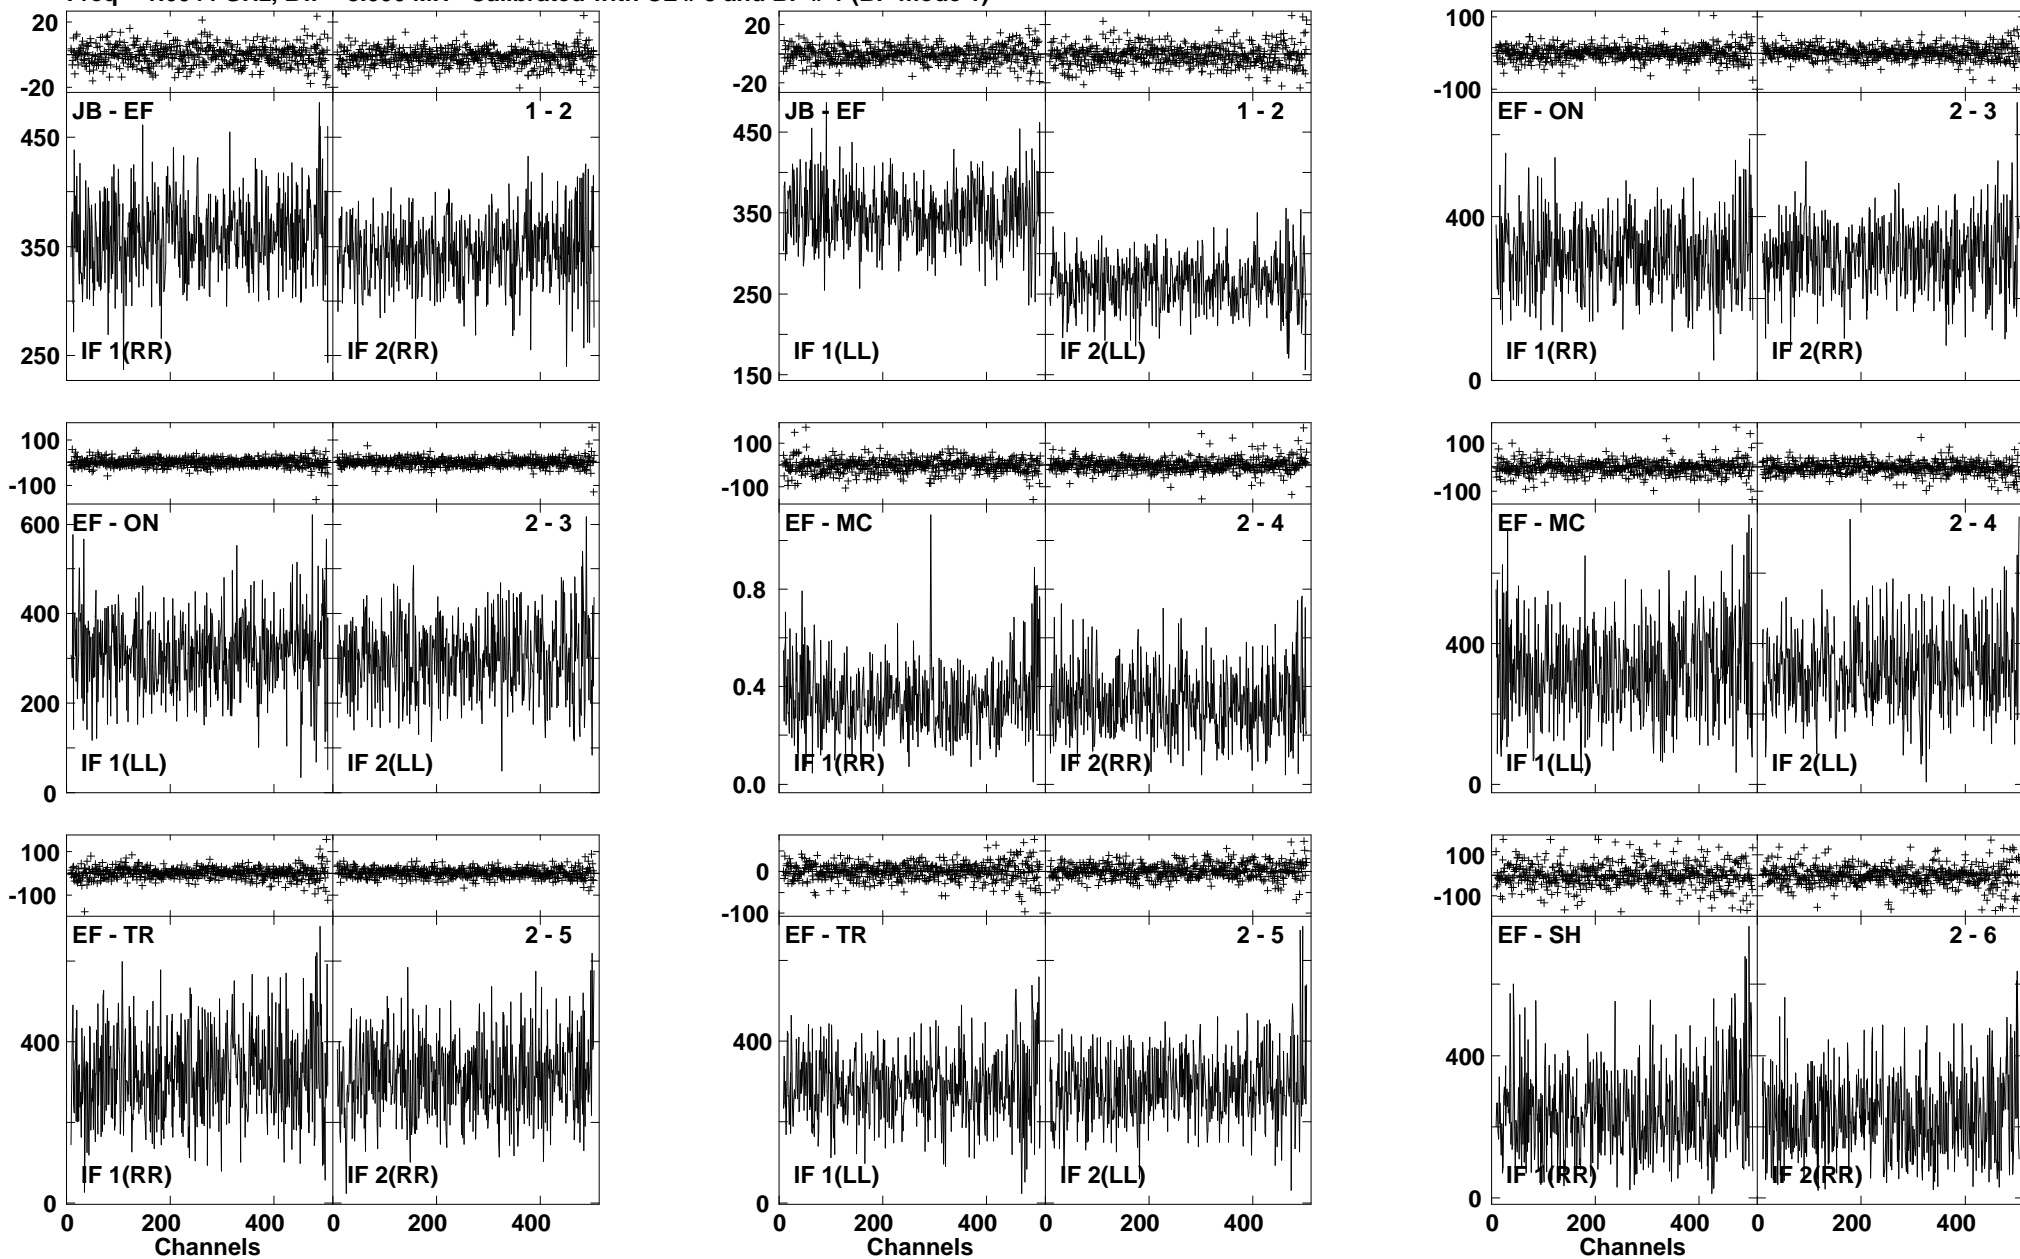 20
-20
JB - EF
1 - 2
450
350
250
IF 1(RR)
IF 2(RR)
20
-20
JB - EF
1 - 2
450
350
250
150
IF 1(LL)
IF 2(LL)
100
-100
EF - ON
2 - 3
400
0
IF 1(RR)
IF 2(RR)
100
-100
EF - ON
2 - 3
600
400
200
0
IF 1(LL)
IF 2(LL)
100
-100
EF - MC
2 - 4
0.8
0.4
0.0
IF 1(RR)
IF 2(RR)
100
-100
EF - MC
2 - 4
400
0
IF 1(LL)
IF 2(LL)
100
-100
EF - TR
2 - 5
400
0
IF 1(RR)
IF 2(RR)
0 200 400 0 200 400
Channels
0
-100
EF - TR
2 - 5
400
0
IF 1(LL)
IF 2(LL)
0 200 400 0 200 400
Channels
100
-100
EF - SH
2 - 6
400
0
IF 1(RR)
IF 2(RR)
0 200 400 0 200 400
Channels